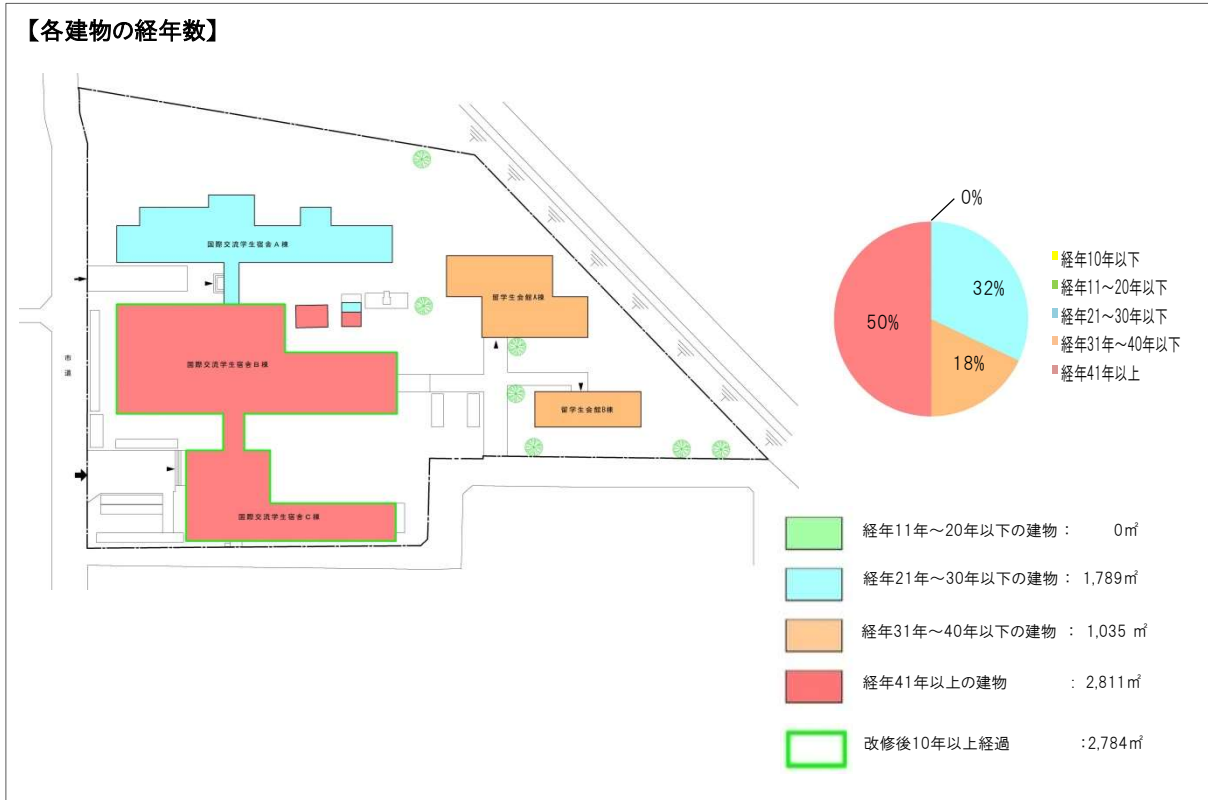 【各建物の経年数】
国際交流学生宿舎A棟
留学生会館A棟
国際交流学生宿舎B棟
市道
留学生会館B棟
国際交流学生宿舎C棟
0%
32%
50%
18%
経年10年以下
経年11～20年以下
経年21～30年以下
経年31年～40年以下
経年41年以上
経年11年～20年以下の建物： 0㎡
経年21年～30年以下の建物： 1,789㎡
経年31年～40年以下の建物 ： 1,035 ㎡
経年41年以上の建物 : 2,811㎡
改修後10年以上経過 :2,784㎡